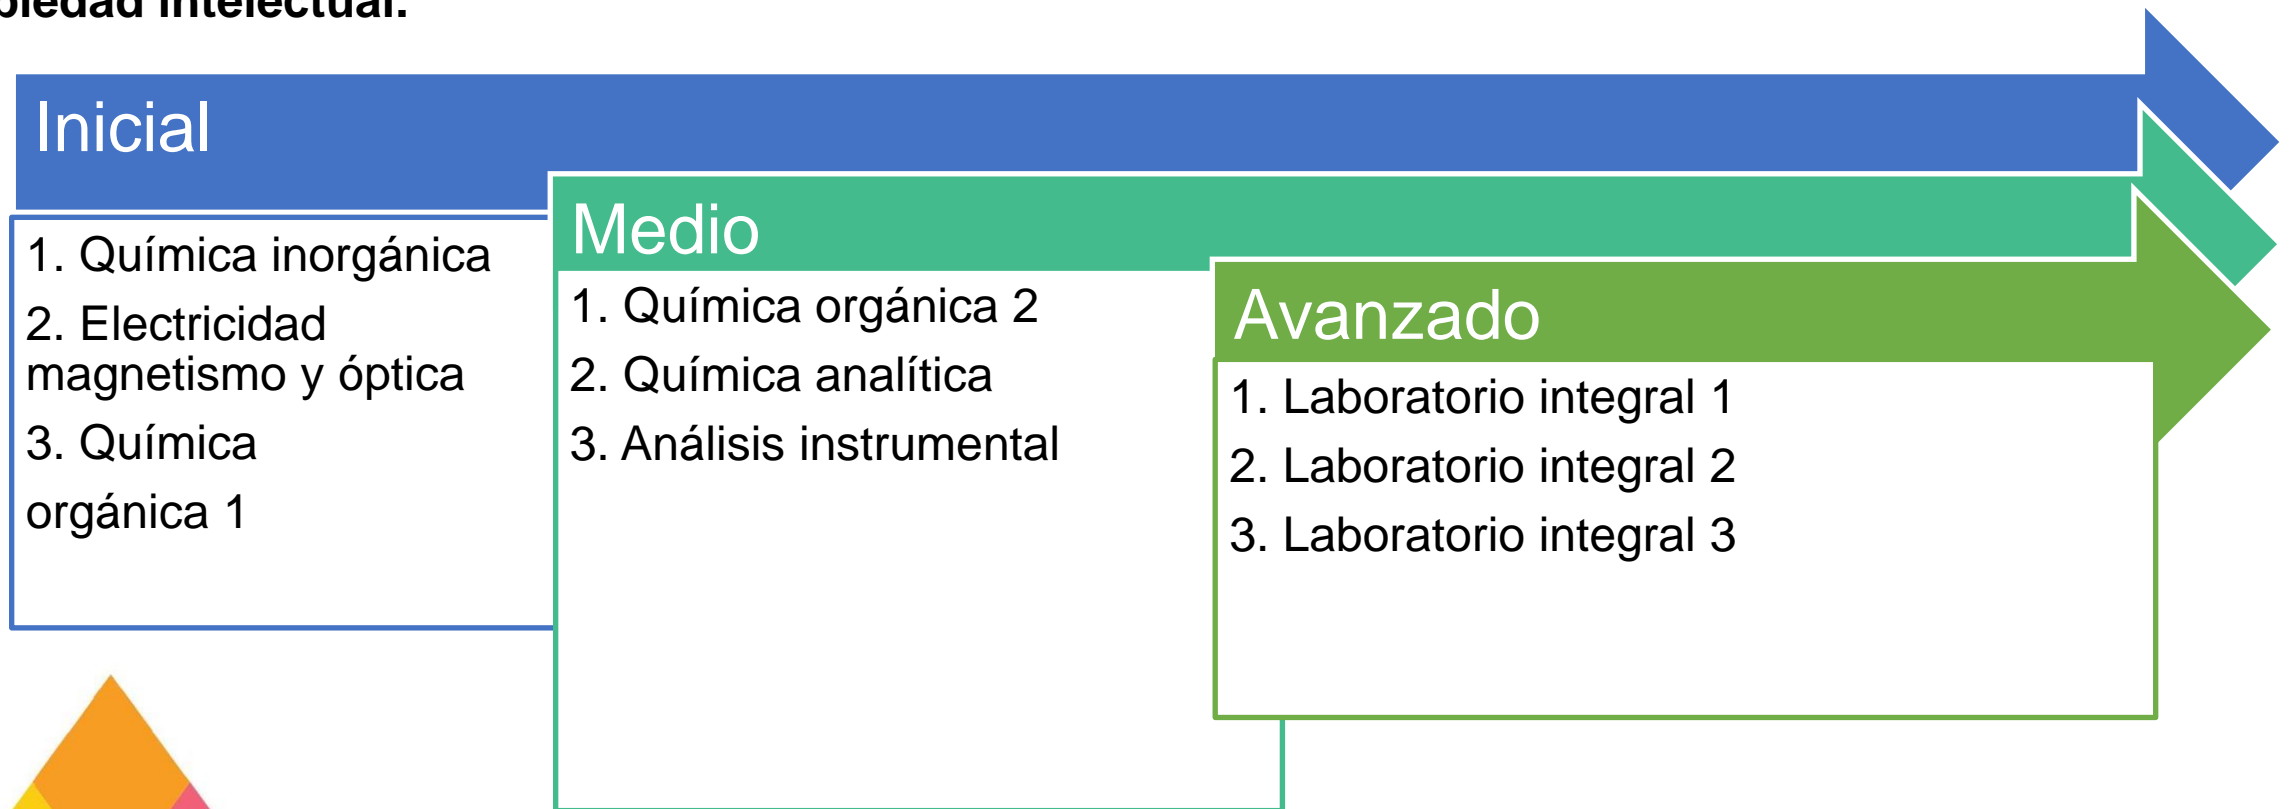 intelectual.
Inicial
1. Química inorgánica
2. Electricidad
magnetismo y óptica
3. Química
orgánica 1
Medio
1. Química orgánica 2
2. Química analítica
3. Análisis instrumental
Avanzado
1. Laboratorio integral 1
2. Laboratorio integral 2
3. Laboratorio integral 3